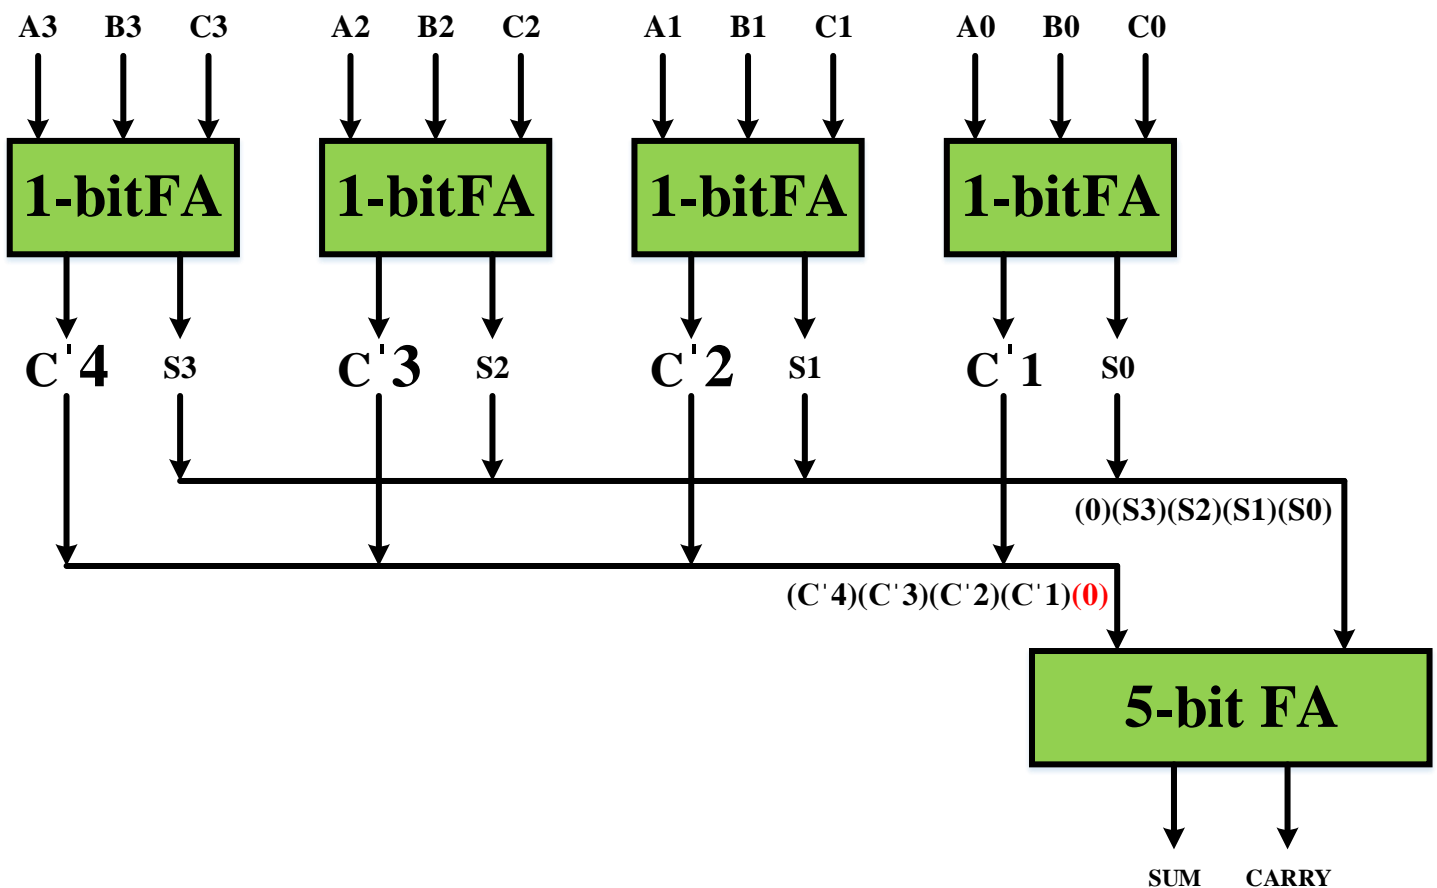 A3 B3 C3 A2 B2 C2 A1 B1 C1 A0 B0 C0
1-bitFA 1-bitFA 1-bitFA 1-bitFA
C'4 S3 C'3 S2 C'2 S1 C'1 S0
(0)(S3)(S2)(S1)(S0)
(C'4)(C'3)(C'2)(C'1)(0)
5-bit FA
SUM CARRY